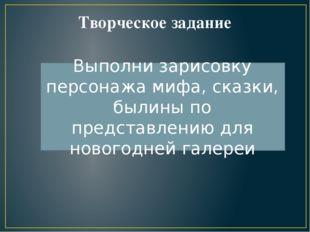 Творческое задание
Выполни зарисовку
персонажа мифа, сказки,
былины по
представлению для
новогодней галереи